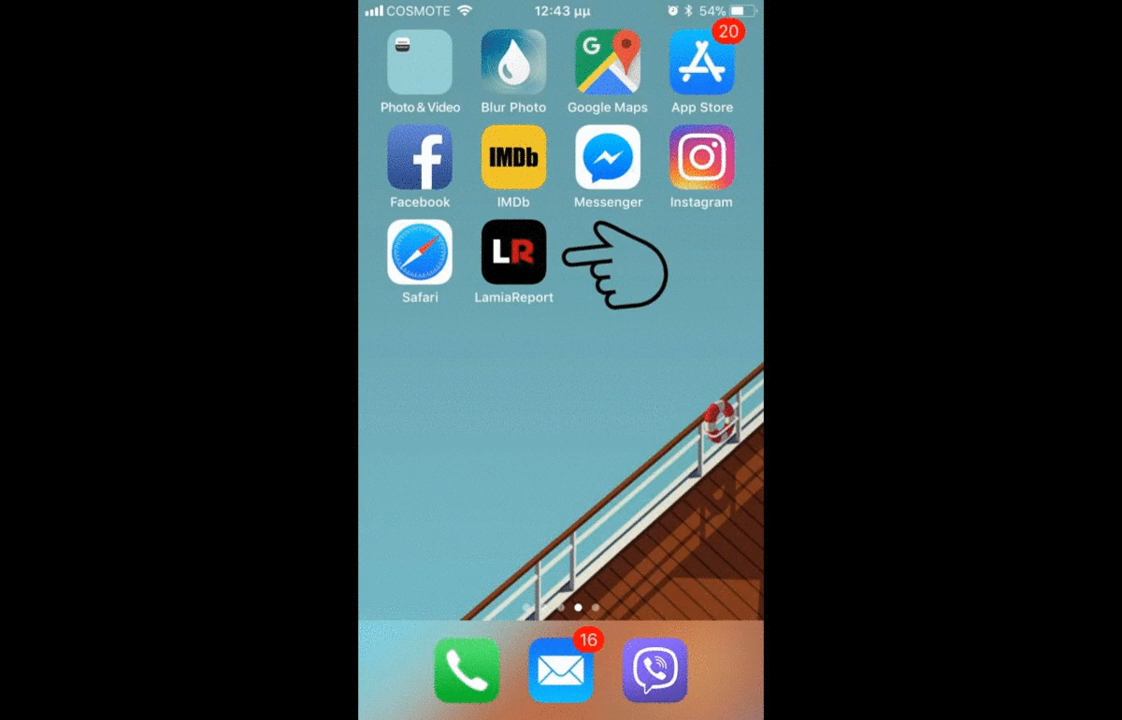 COSMOTE 12:43 μμ 54%
20
G
Photo & Video Blur Photo Google Maps App Store
f IMDb
Facebook IMDb Messenger Instagram
LR
Safari LamiaReport
16